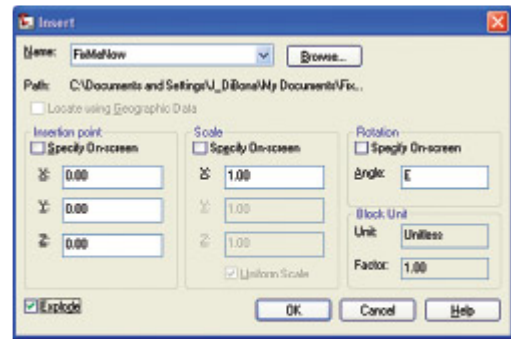 Insert
Name: FixMeNow Browse...
Path: C:\Documents and Settings\J_DiBona\My Documents\Fix...
Locate using Geographic Data
Insertion point Scale Rotation
Specify On-screen Specify On-screen Specify On-screen
X: 0.00 X: 1.00 Angle: E
Y: 0.00 Y: 1.00 Block Unit
Z: 0.00 Z: 1.00 Unit: Unitless
Uniform Scale Factor: 1.00
Explode OK Cancel Help